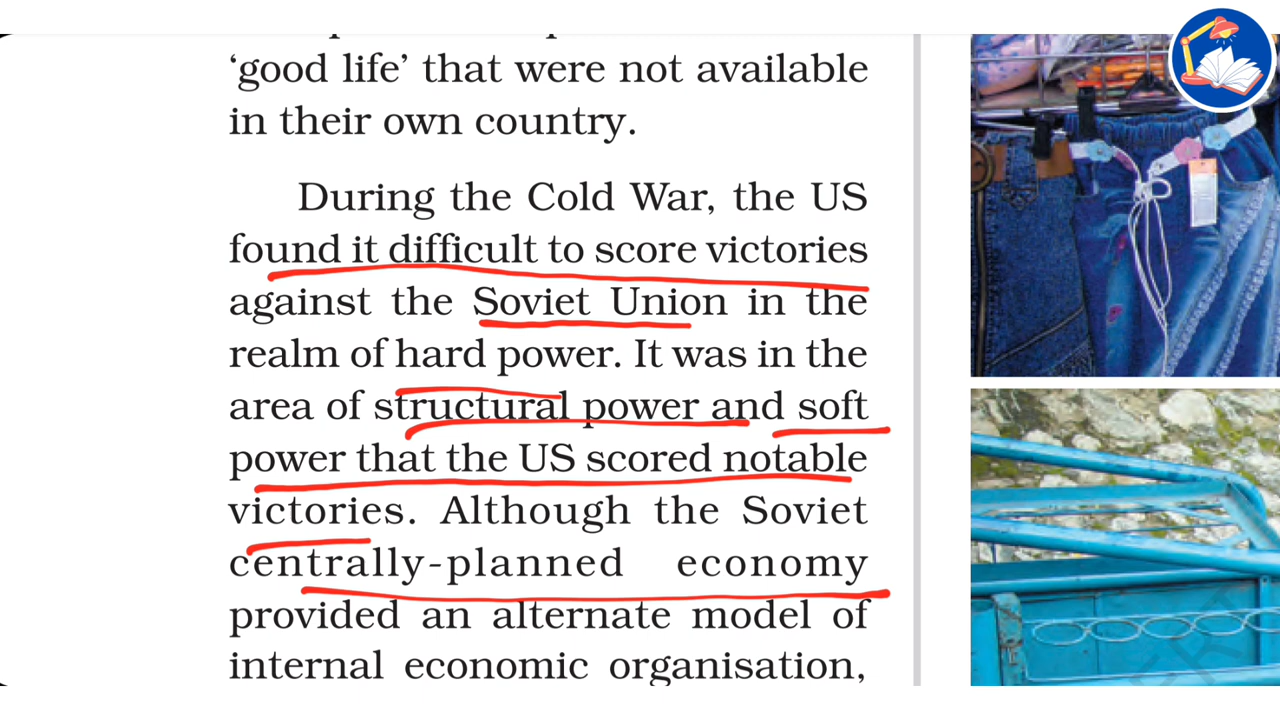 ‘good life’ that were not available
in their own country.
During the Cold War, the US
found it difficult to score victories
against the Soviet Union in the
realm of hard power. It was in the
area of structural power and soft
power that the US scored notable
victories. Although the Soviet
centrally-planned economy
provided an alternate model of
internal economic organisation,